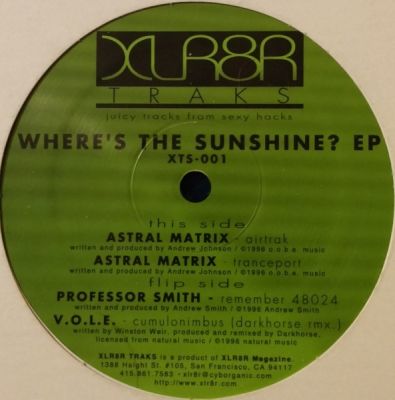 XLR8R
TRAKS
juicy tracks from sexy hacks
WHERE'S THE SUNSHINE? EP
XTS-001
this side
ASTRAL MATRIX - airtrak
written and produced by Andrew Johnson / ©1996 o.o.b.e. music
ASTRAL MATRIX - tranceport
written and produced by Andrew Johnson / ©1996 o.o.b.e. music
flip side
PROFESSOR SMITH - remember 48024
written and produced by Andrew Smith / ©1996 Andrew Smith
V.O.L.E. - cumulonimbus (darkhorse rmx.)
written by Winston Weir, produced and remixed by Darkhorse,
licensed from natural music / ©1996 natural music
XLR8R TRAKS is a product of XLR8R Magazine.
1388 Haight St. #105, San Francisco, CA 94117
415.861.7583 - xlr8r@cyborganic.com
http://www.xlr8r.com